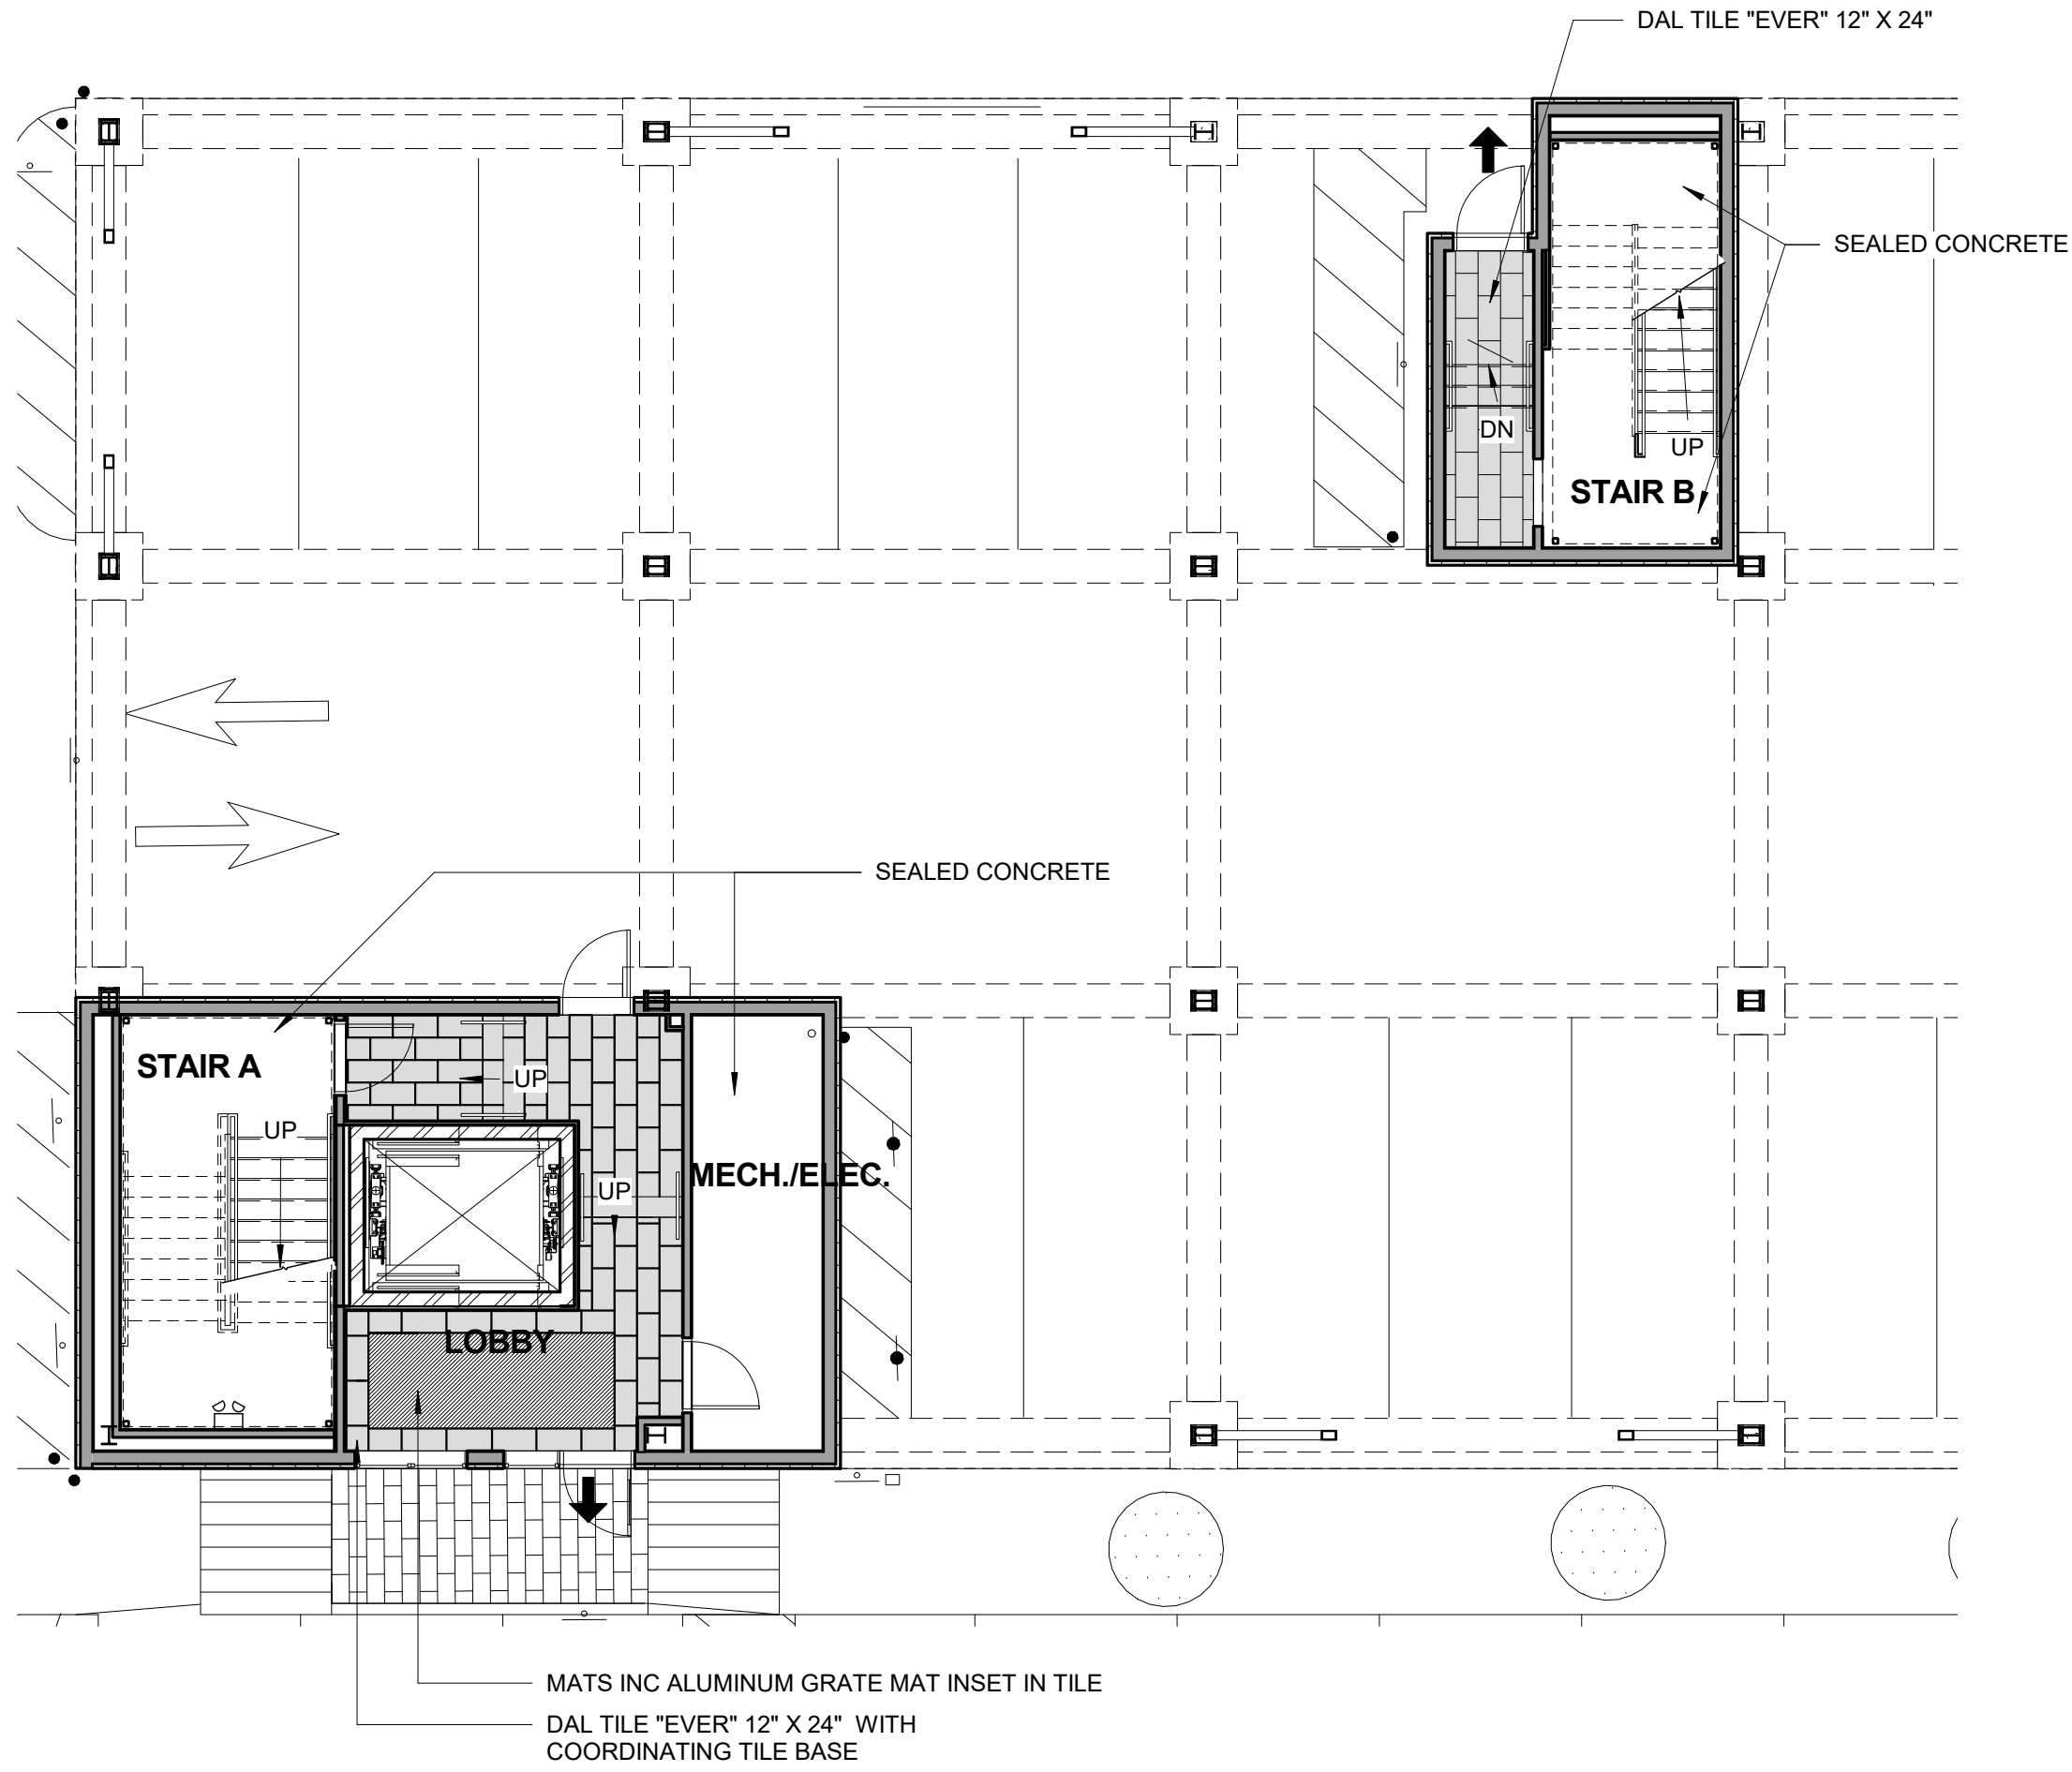 DAL TILE "EVER" 12" X 24"
SEALED CONCRETE
DN
UP
STAIR B
SEALED CONCRETE
STAIR A
UP
UP
MECH./ELEC.
UP
LOBBY
MATS INC ALUMINUM GRATE MAT INSET IN TILE
DAL TILE "EVER" 12" X 24" WITH
COORDINATING TILE BASE